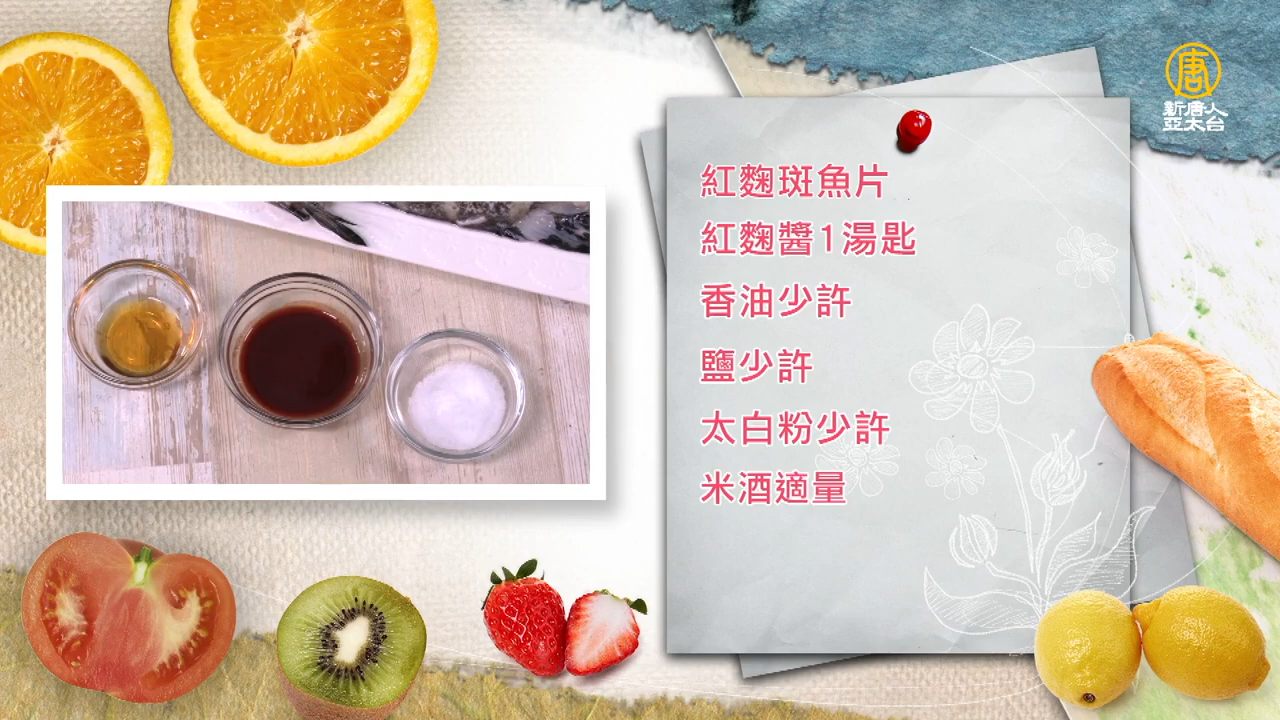 紅麴斑魚片
紅麴醬1湯匙
香油少許
鹽少許
太白粉少許
米酒適量
唐
新唐人
亞太台